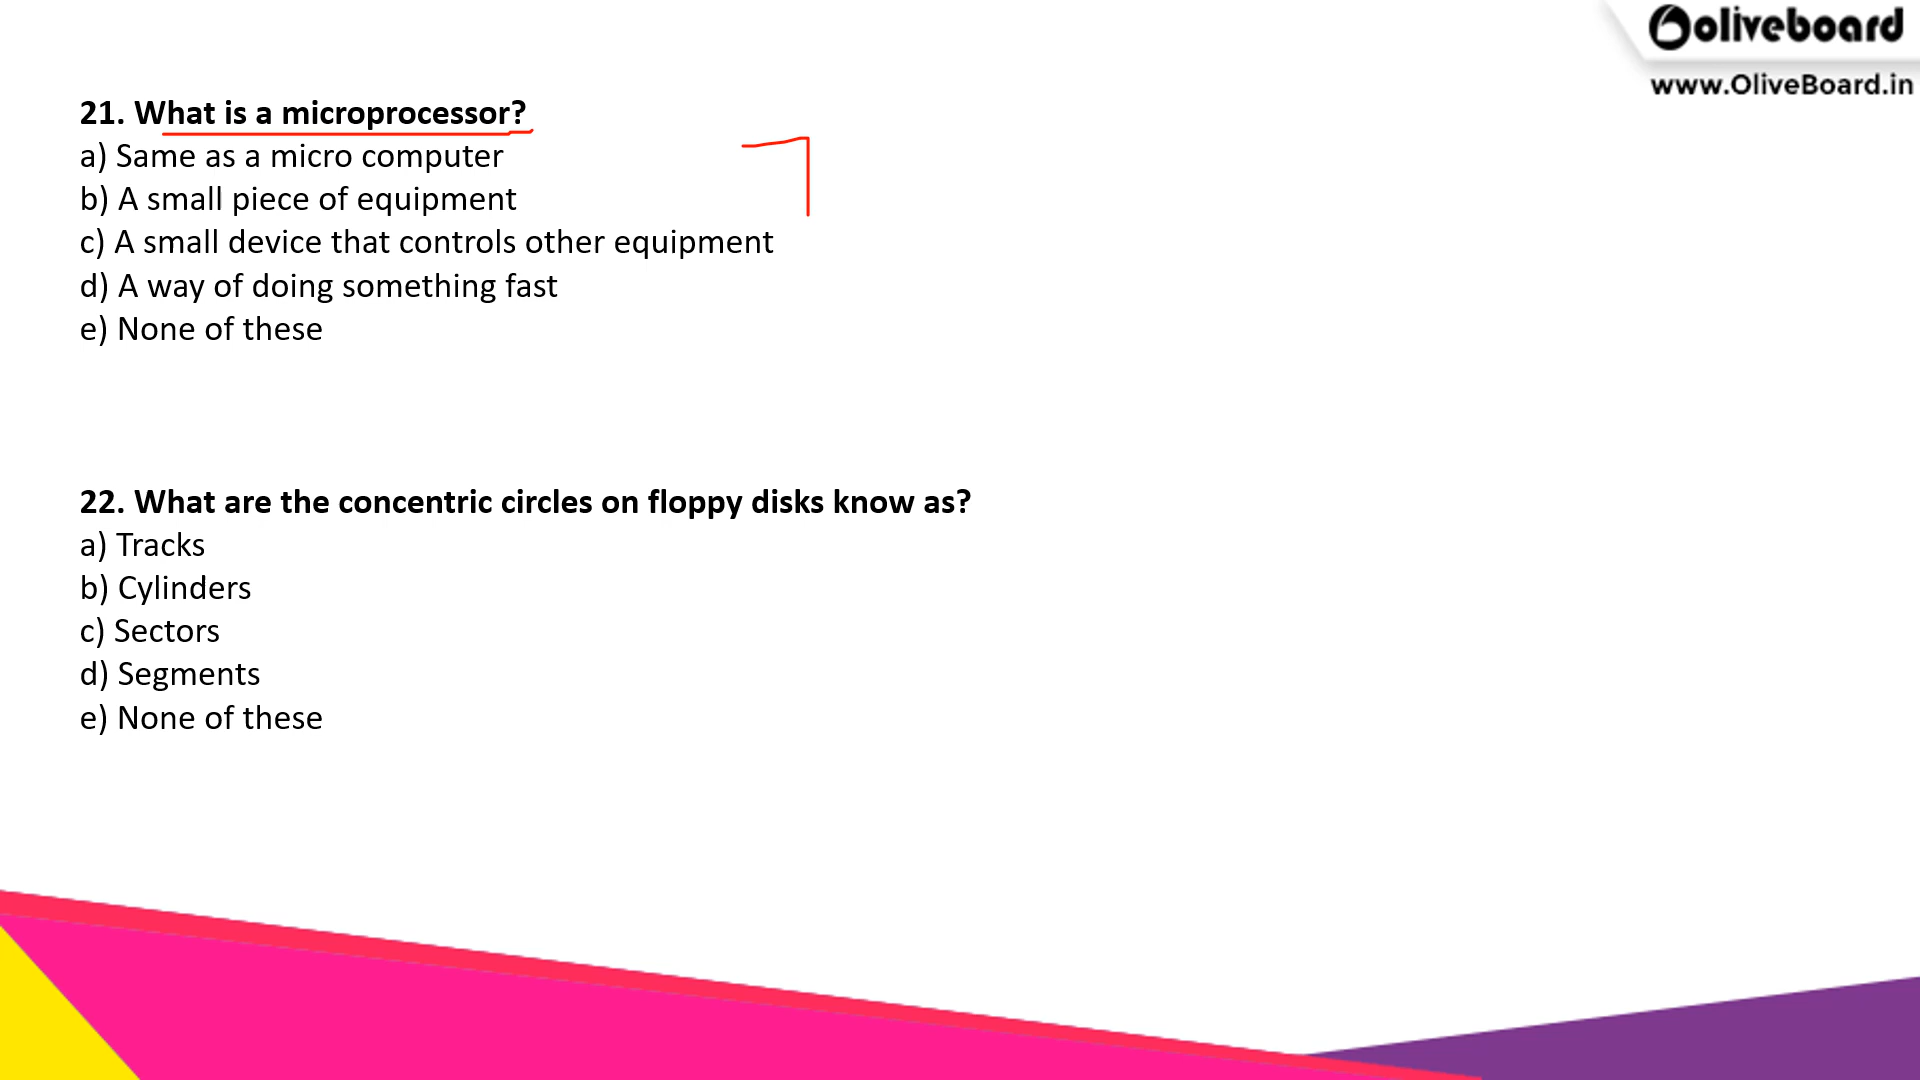 oliveboard
www.OliveBoard.in
21. What is a microprocessor?
a) Same as a micro computer
b) A small piece of equipment
c) A small device that controls other equipment
d) A way of doing something fast
e) None of these
22. What are the concentric circles on floppy disks know as?
a) Tracks
b) Cylinders
c) Sectors
d) Segments
e) None of these